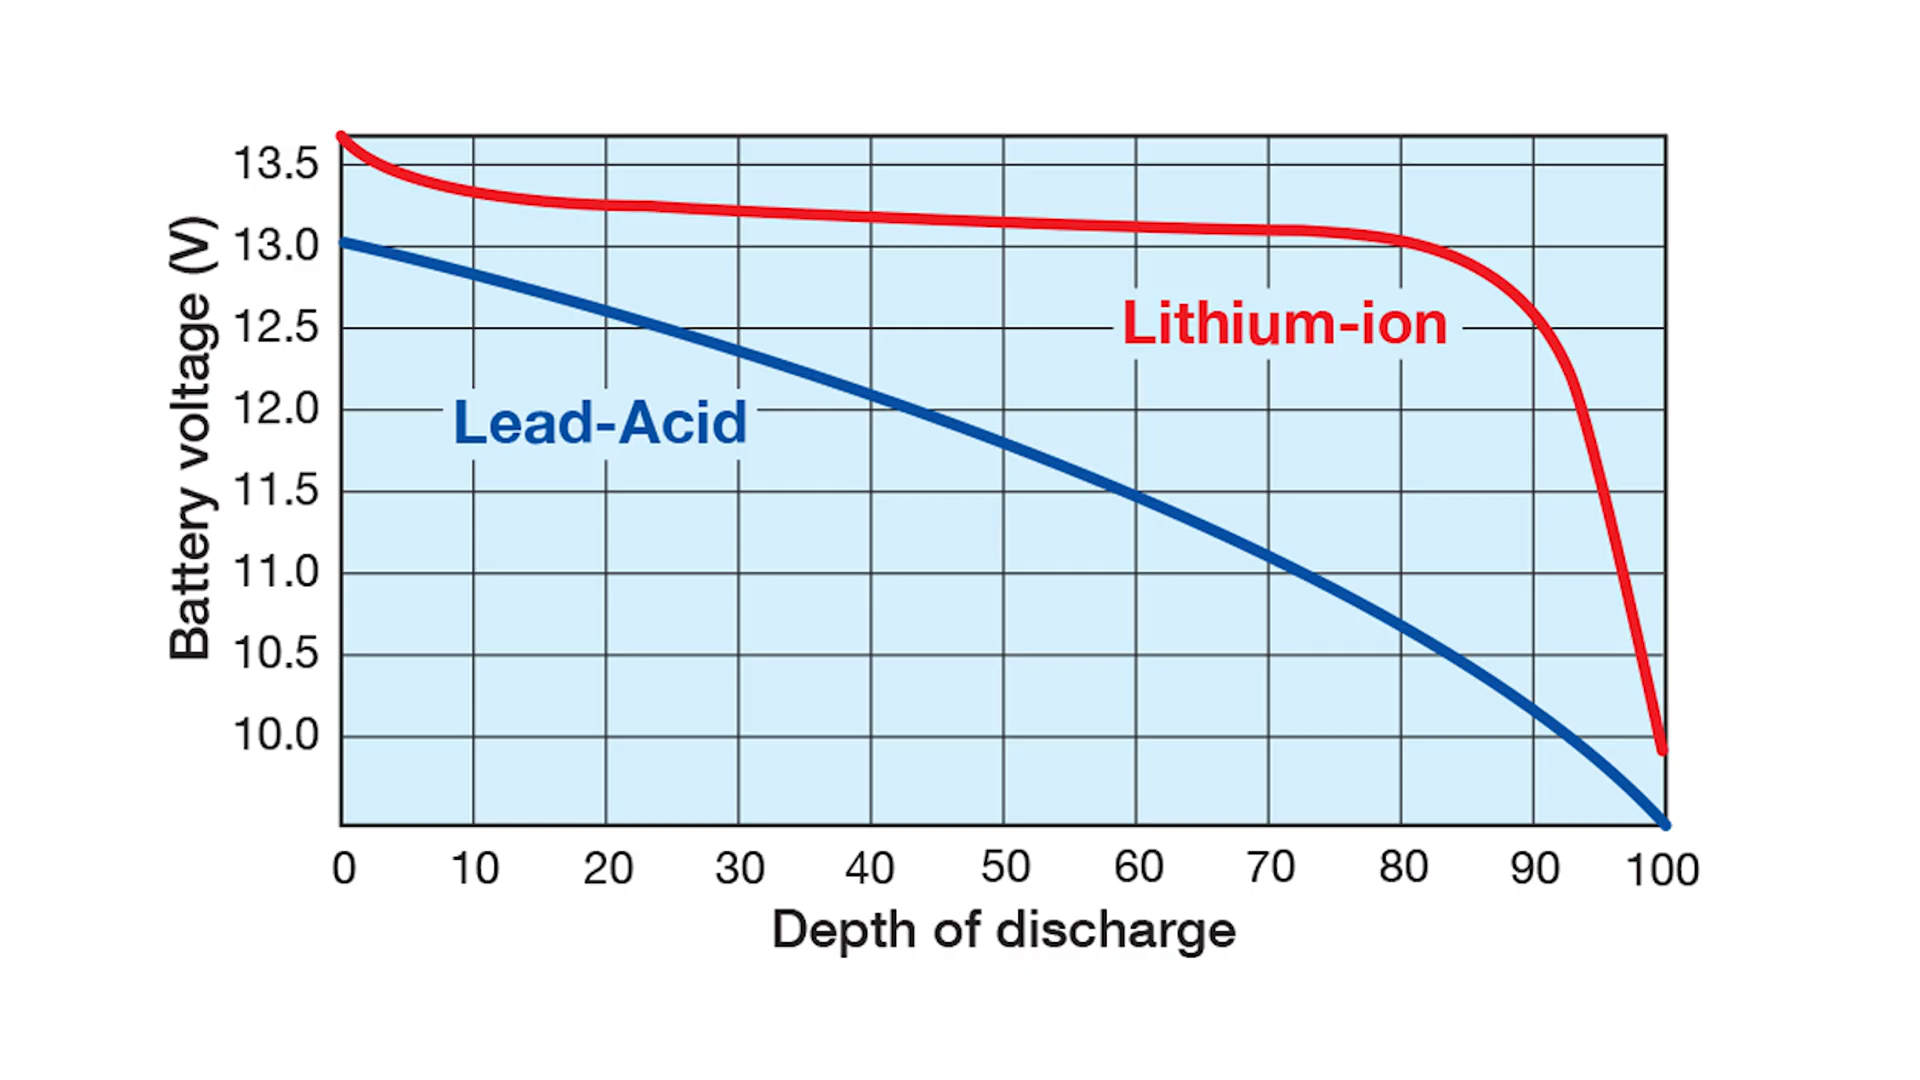 Battery voltage (V)
13.5
13.0
12.5
12.0
11.5
11.0
10.5
10.0
Lithium-ion
Lead-Acid
0 10 20 30 40 50 60 70 80 90 100
Depth of discharge